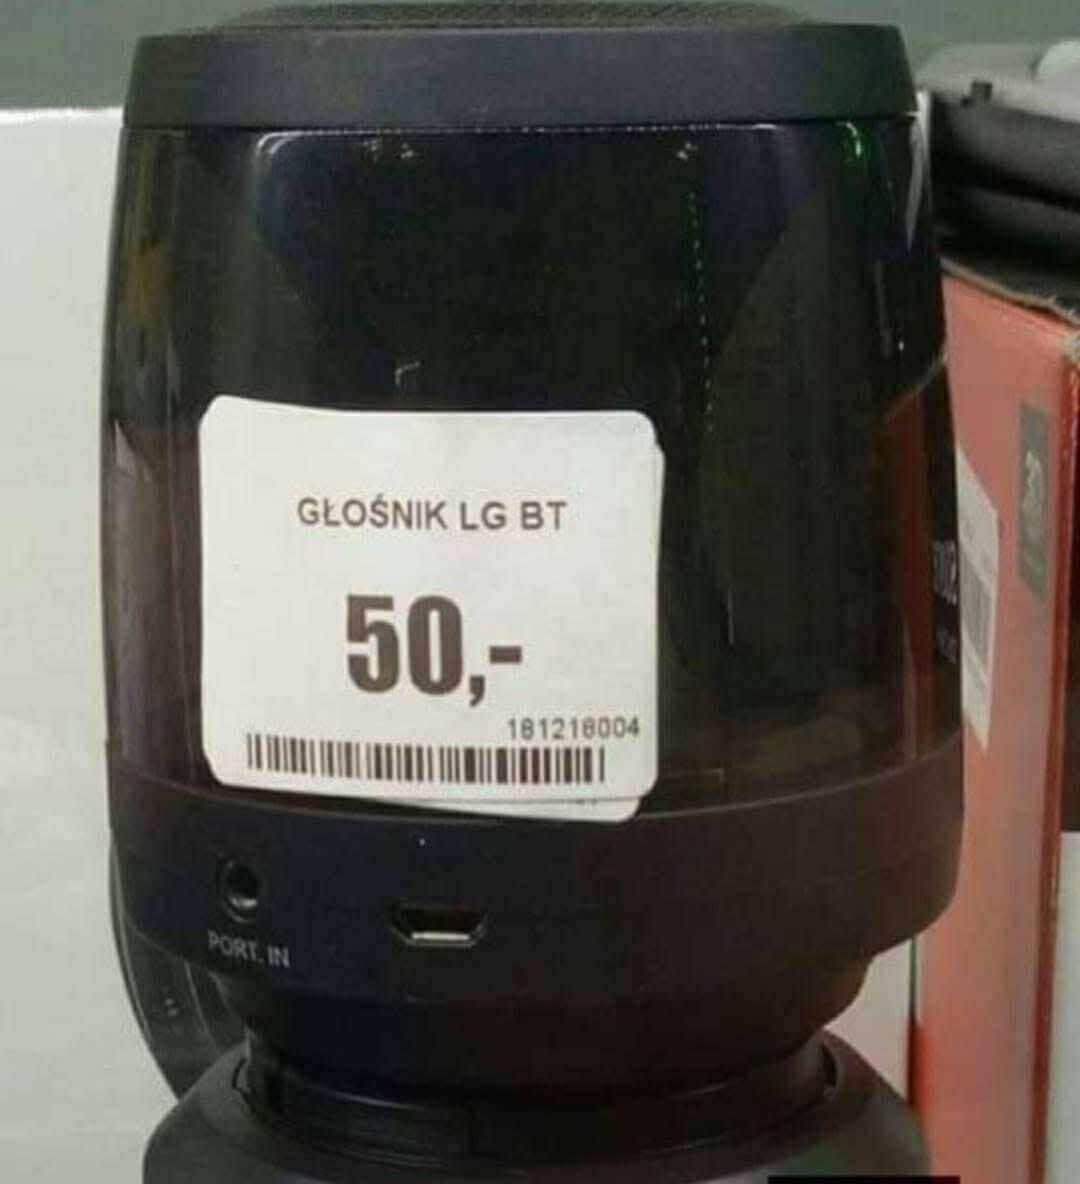 GŁOŚNIK LG BT
50,-
181218004
PORT. IN